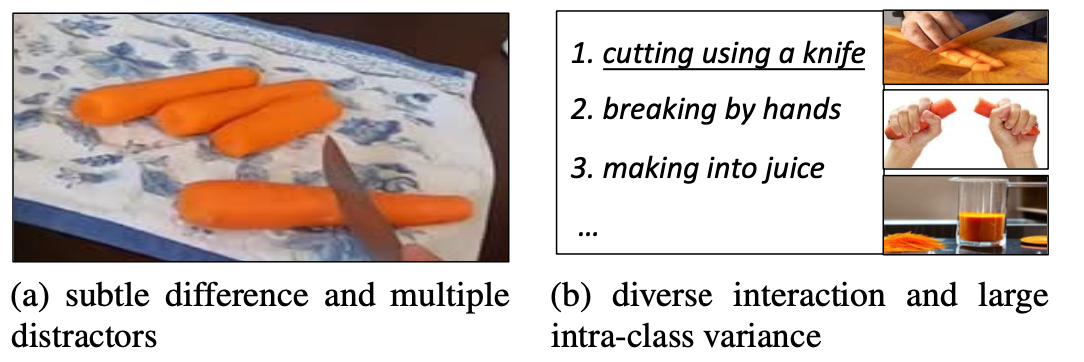 1. cutting using a knife
2. breaking by hands
3. making into juice
...
(a) subtle difference and multiple
distractors
(b) diverse interaction and large
intra-class variance